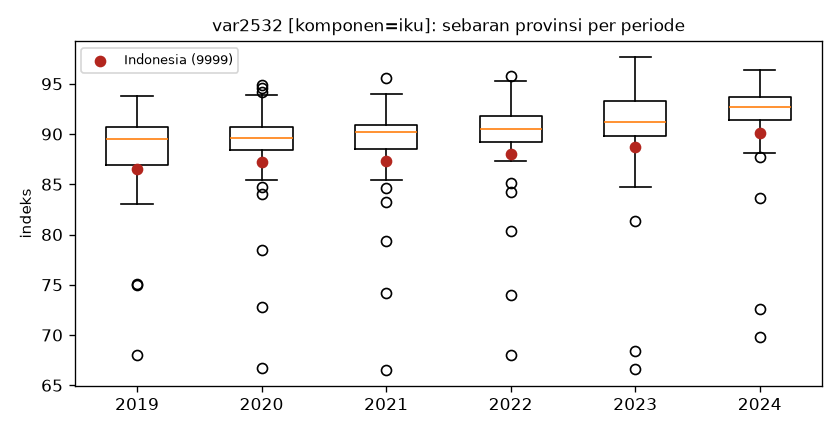 var2532 [komponen=iku]: sebaran provinsi per periode
Indonesia (9999)
indeks
95
90
85
80
75
70
65
2019 2020 2021 2022 2023 2024